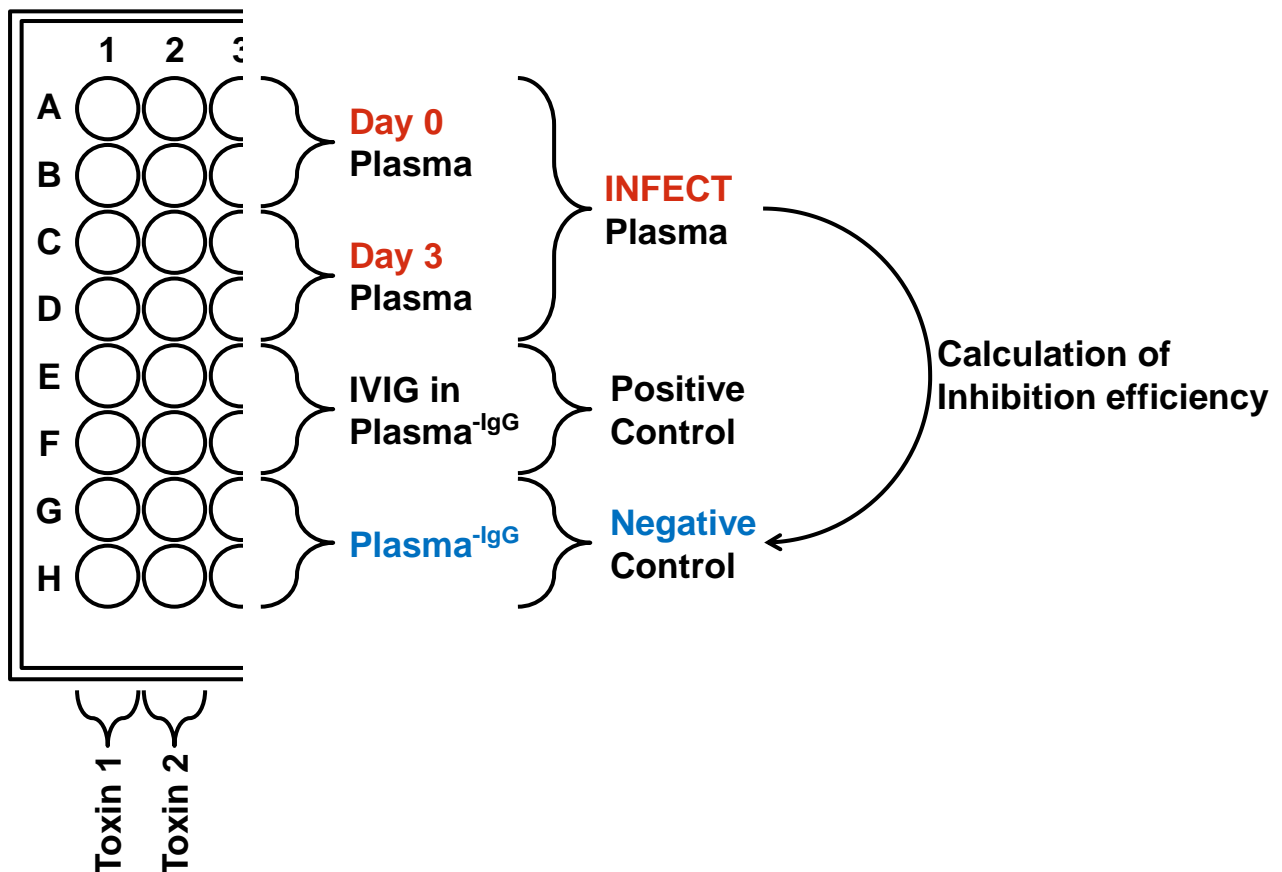 1 2 3
A
B
C
D
E
F
G
H
Day 0
Plasma
Day 3
Plasma
IVIG in
Plasma-IgG
Plasma-IgG
INFECT
Plasma
Positive
Control
Negative
Control
Calculation of
Inhibition efficiency
Toxin 1
Toxin 2